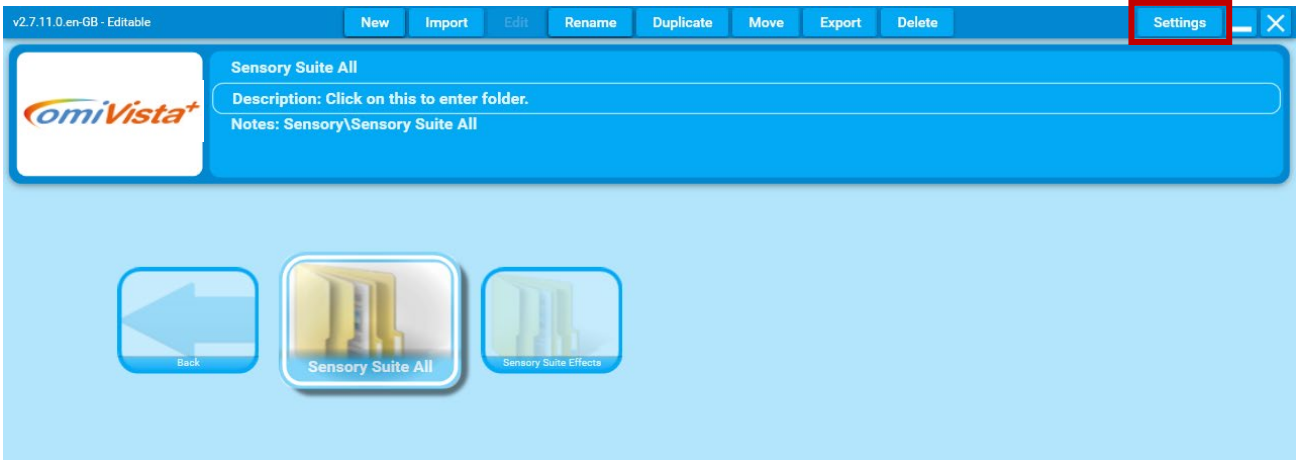 v2.7.11.0.en-GB - Editable New Import Edit Rename Duplicate Move Export Delete Settings
omiVista+
Sensory Suite All
Description: Click on this to enter folder.
Notes: Sensory\Sensory Suite All
Back Sensory Suite All Sensory Suite Effects